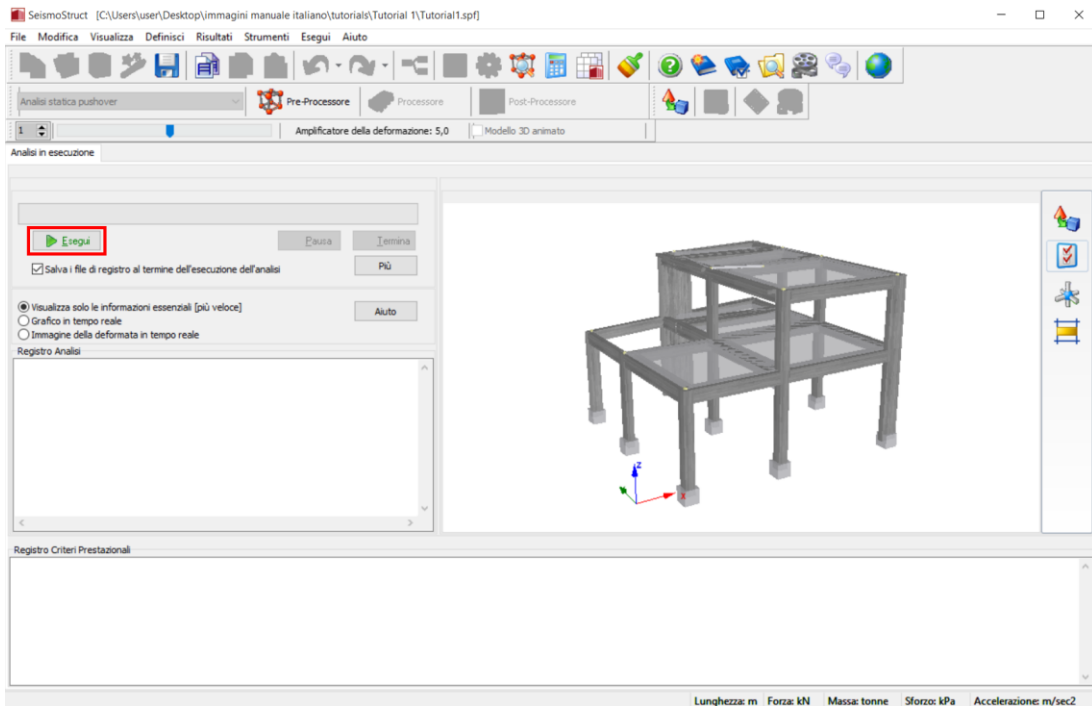 SeismoStruct [C:\Users\user\Desktop\immagini manuale italiano\tutorials\Tutorial 1\Tutorial1.spf]
File Modifica Visualizza Definisci Risultati Strumenti Esegui Aiuto
Analisi statica pushover Pre-Processore Processore Post-Processore
1 Amplificatore della deformazione: 5,0 Modello 3D animato
Analisi in esecuzione
Esegui Pausa Termina
Salva i file di registro al termine dell'esecuzione dell'analisi Più
Visualizza solo le informazioni essenziali [più veloce] Aiuto
Grafico in tempo reale
Immagine della deformata in tempo reale
Registro Analisi
z
x
Registro Criteri Prestazionali
Lunghezza: m Forza: kN Massa: tonne Sforzo: kPa Accelerazione: m/sec2